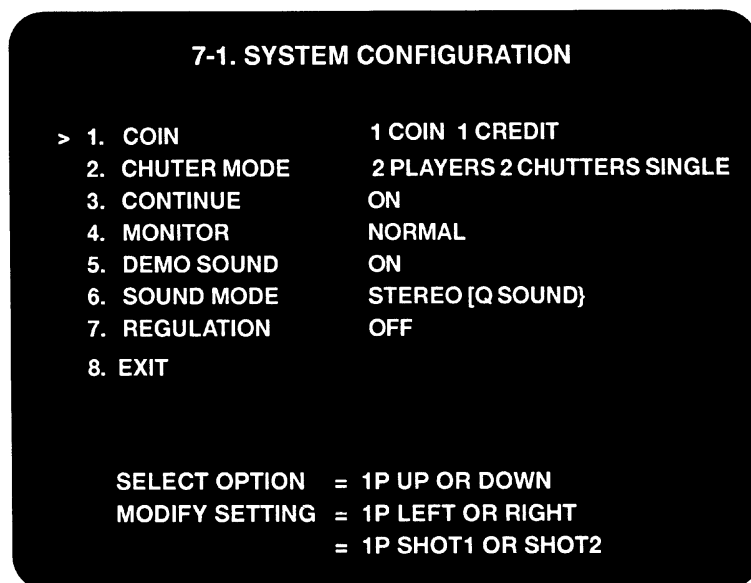 7-1. SYSTEM CONFIGURATION
> 1. COIN 1 COIN 1 CREDIT
2. CHUTER MODE 2 PLAYERS 2 CHUTTERS SINGLE
3. CONTINUE ON
4. MONITOR NORMAL
5. DEMO SOUND ON
6. SOUND MODE STEREO [Q SOUND}
7. REGULATION OFF
8. EXIT
SELECT OPTION = 1P UP OR DOWN
MODIFY SETTING = 1P LEFT OR RIGHT
= 1P SHOT1 OR SHOT2